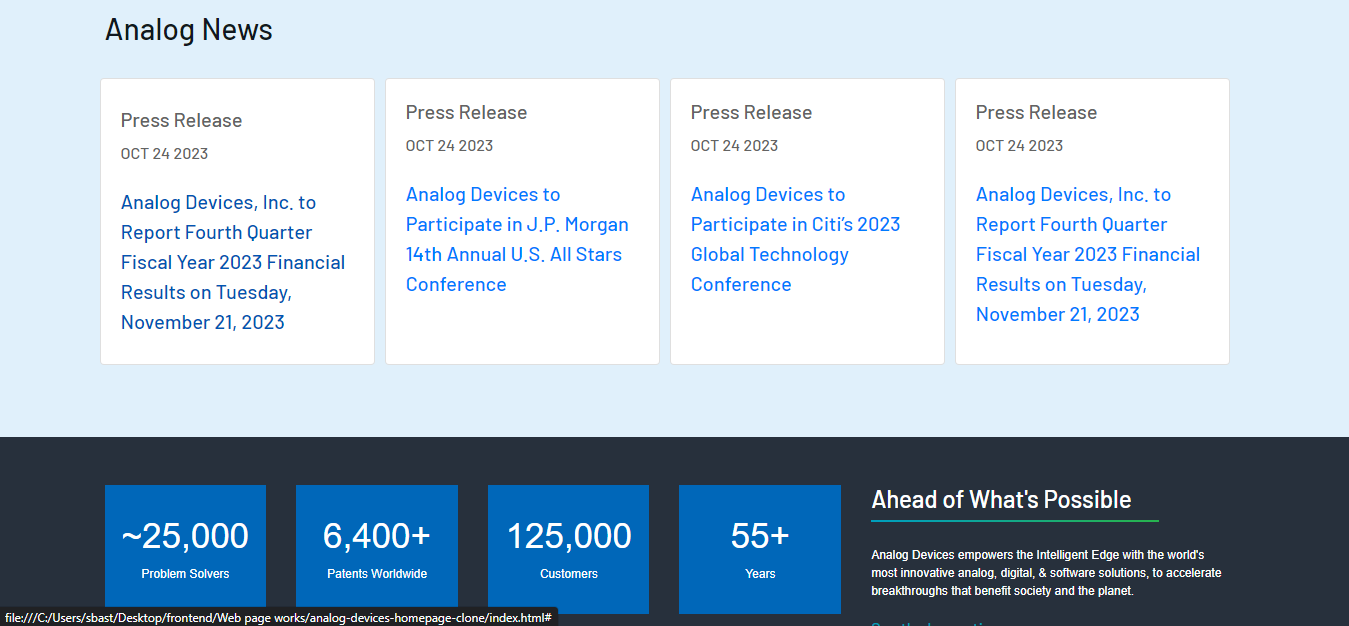 Analog News
Press Release
OCT 24 2023
Analog Devices, Inc. to
Report Fourth Quarter
Fiscal Year 2023 Financial
Results on Tuesday,
November 21, 2023
Press Release
OCT 24 2023
Analog Devices to
Participate in J.P. Morgan
14th Annual U.S. All Stars
Conference
Press Release
OCT 24 2023
Analog Devices to
Participate in Citi’s 2023
Global Technology
Conference
Press Release
OCT 24 2023
Analog Devices, Inc. to
Report Fourth Quarter
Fiscal Year 2023 Financial
Results on Tuesday,
November 21, 2023
~25,000
Problem Solvers
6,400+
Patents Worldwide
125,000
Customers
55+
Years
Ahead of What's Possible
Analog Devices empowers the Intelligent Edge with the world's
most innovative analog, digital, & software solutions, to accelerate
breakthroughs that benefit society and the planet.
file:///C:/Users/sbast/Desktop/frontend/Web page works/analog-devices-homepage-clone/index.html#